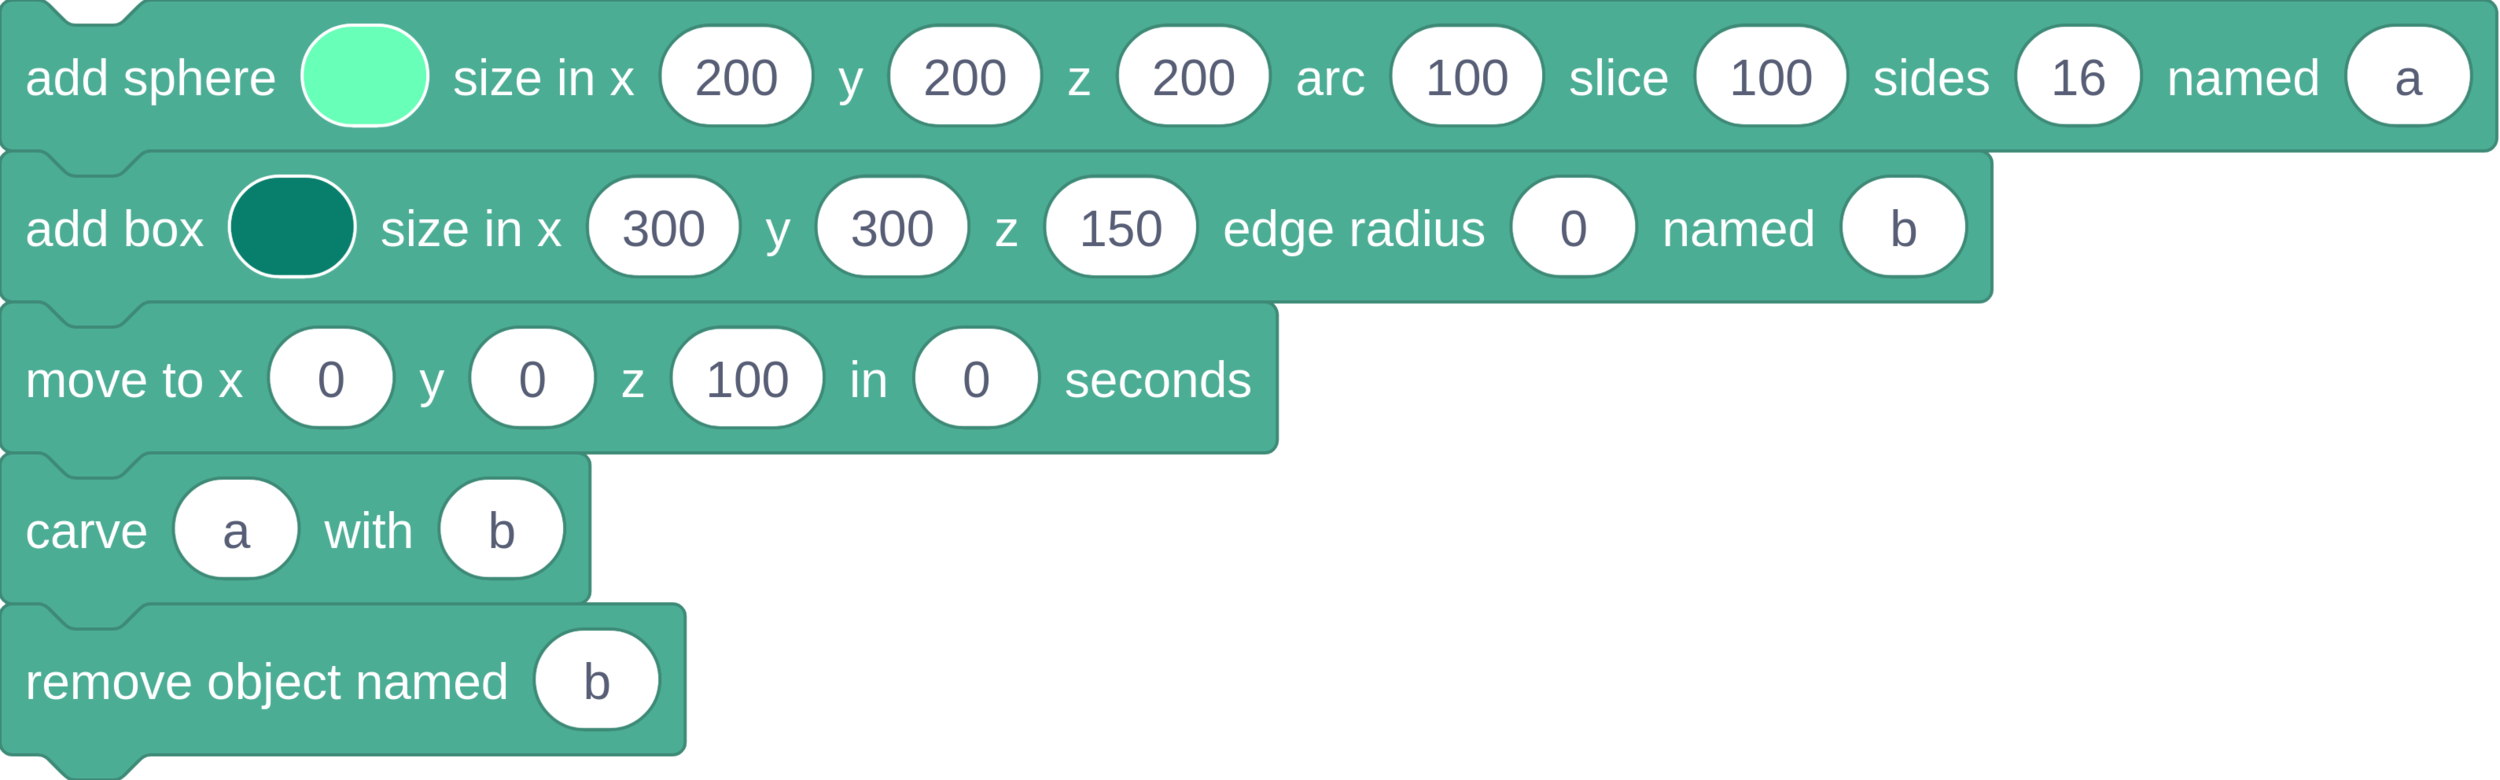 add sphere size in x 200 y 200 z 200 arc 100 slice 100 sides 16 named a
add box size in x 300 y 300 z 150 edge radius 0 named b
move to x 0 y 0 z 100 in 0 seconds
carve a with b
remove object named b